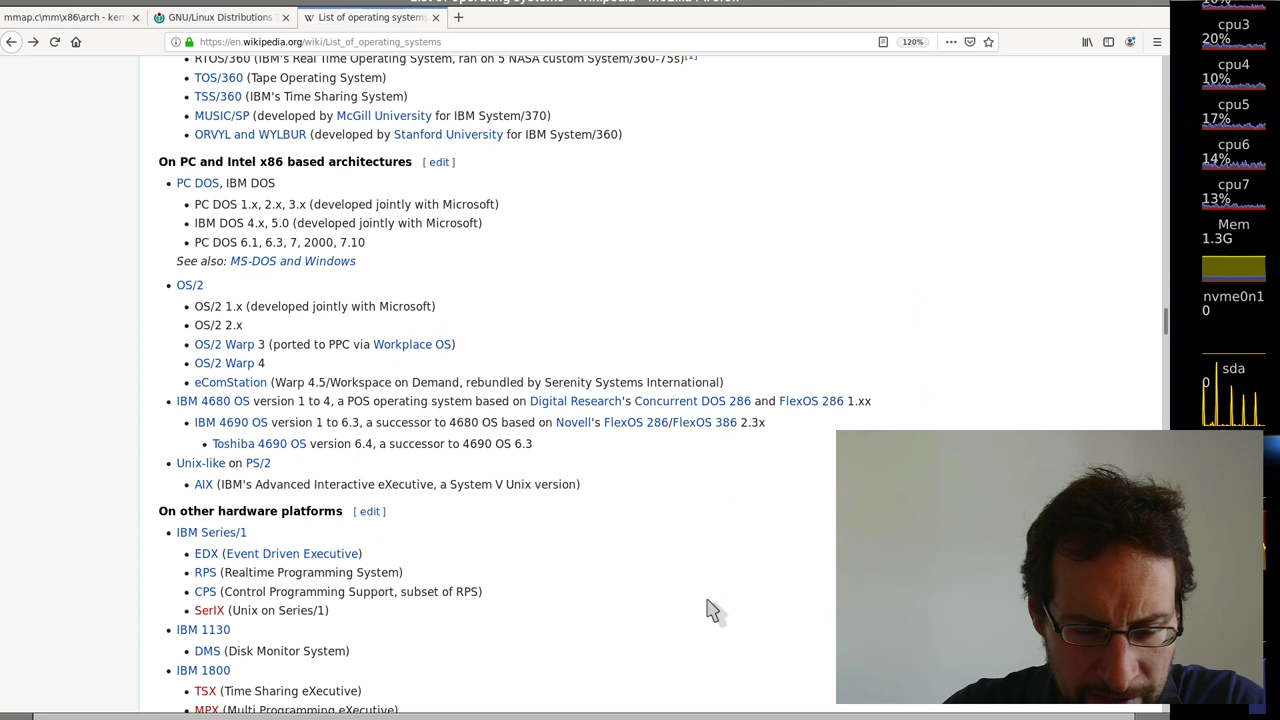 mmap.c\mm\x86\arch - ker
GNU/Linux Distributions
List of operating systems
https://en.wikipedia.org/wiki/List_of_operating_systems
120%
RTOS/360 (IBM's Real Time Operating System, ran on 5 NASA custom System/360-75s)[1]
TOS/360 (Tape Operating System)
TSS/360 (IBM's Time Sharing System)
MUSIC/SP (developed by McGill University for IBM System/370)
ORVYL and WYLBUR (developed by Stanford University for IBM System/360)
On PC and Intel x86 based architectures [ edit ]
PC DOS, IBM DOS
PC DOS 1.x, 2.x, 3.x (developed jointly with Microsoft)
IBM DOS 4.x, 5.0 (developed jointly with Microsoft)
PC DOS 6.1, 6.3, 7, 2000, 7.10
See also: MS-DOS and Windows
OS/2
OS/2 1.x (developed jointly with Microsoft)
OS/2 2.x
OS/2 Warp 3 (ported to PPC via Workplace OS)
OS/2 Warp 4
eComStation (Warp 4.5/Workspace on Demand, rebundled by Serenity Systems International)
IBM 4680 OS version 1 to 4, a POS operating system based on Digital Research's Concurrent DOS 286 and FlexOS 286 1.xx
IBM 4690 OS version 1 to 6.3, a successor to 4680 OS based on Novell's FlexOS 286/FlexOS 386 2.3x
Toshiba 4690 OS version 6.4, a successor to 4690 OS 6.3
Unix-like on PS/2
AIX (IBM's Advanced Interactive eXecutive, a System V Unix version)
On other hardware platforms [ edit ]
IBM Series/1
EDX (Event Driven Executive)
RPS (Realtime Programming System)
CPS (Control Programming Support, subset of RPS)
SerIX (Unix on Series/1)
IBM 1130
DMS (Disk Monitor System)
IBM 1800
TSX (Time Sharing eXecutive)
MPX (Multi Programming eXecutive)
cpu3
20%
cpu4
10%
cpu5
17%
cpu6
14%
cpu7
13%
Mem
1.3G
nvme0n1
0
sda
0